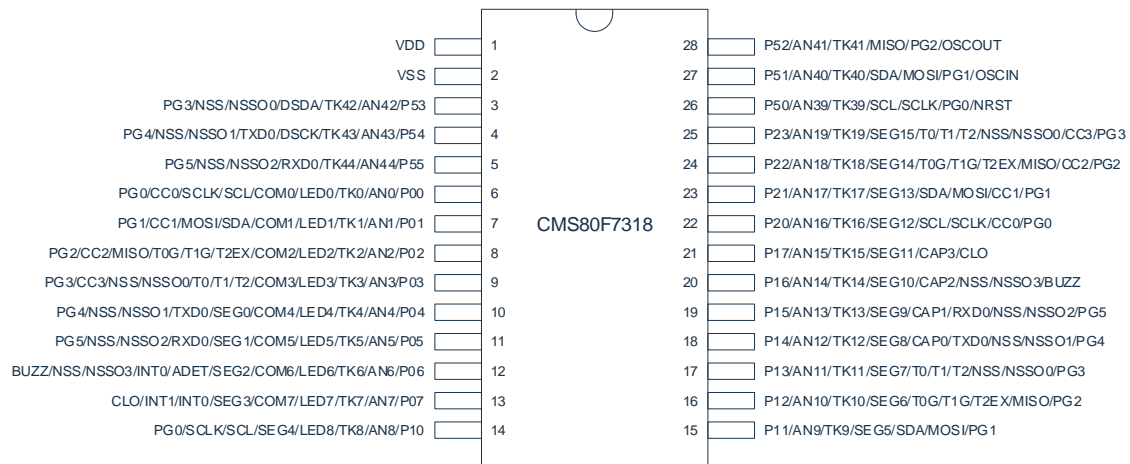 VDD 1 28 P52/AN41/TK41/MISO/PG2/OSCOUT
VSS 2 27 P51/AN40/TK40/SDA/MOSI/PG1/OSCIN
PG3/NSS/NSSO0/DSDA/TK42/AN42/P53 3 26 P50/AN39/TK39/SCL/SCLK/PG0/NRST
PG4/NSS/NSSO1/TXD0/DSCK/TK43/AN43/P54 4 25 P23/AN19/TK19/SEG15/T0/T1/T2/NSS/NSSO0/CC3/PG3
PG5/NSS/NSSO2/RXD0/TK44/AN44/P55 5 24 P22/AN18/TK18/SEG14/T0G/T1G/T2EX/MISO/CC2/PG2
PG0/CC0/SCLK/SCL/COM0/LED0/TK0/AN0/P00 6 23 P21/AN17/TK17/SEG13/SDA/MOSI/CC1/PG1
PG1/CC1/MOSI/SDA/COM1/LED1/TK1/AN1/P01 7 CMS80F7318 22 P20/AN16/TK16/SEG12/SCL/SCLK/CC0/PG0
PG2/CC2/MISO/T0G/T1G/T2EX/COM2/LED2/TK2/AN2/P02 8 21 P17/AN15/TK15/SEG11/CAP3/CLO
PG3/CC3/NSS/NSSO0/T0/T1/T2/COM3/LED3/TK3/AN3/P03 9 20 P16/AN14/TK14/SEG10/CAP2/NSS/NSSO3/BUZZ
PG4/NSS/NSSO1/TXD0/SEG0/COM4/LED4/TK4/AN4/P04 10 19 P15/AN13/TK13/SEG9/CAP1/RXD0/NSS/NSSO2/PG5
PG5/NSS/NSSO2/RXD0/SEG1/COM5/LED5/TK5/AN5/P05 11 18 P14/AN12/TK12/SEG8/CAP0/TXD0/NSS/NSSO1/PG4
BUZZ/NSS/NSSO3/INT0/ADET/SEG2/COM6/LED6/TK6/AN6/P06 12 17 P13/AN11/TK11/SEG7/T0/T1/T2/NSS/NSSO0/PG3
CLO/INT1/INT0/SEG3/COM7/LED7/TK7/AN7/P07 13 16 P12/AN10/TK10/SEG6/T0G/T1G/T2EX/MISO/PG2
PG0/SCLK/SCL/SEG4/LED8/TK8/AN8/P10 14 15 P11/AN9/TK9/SEG5/SDA/MOSI/PG1